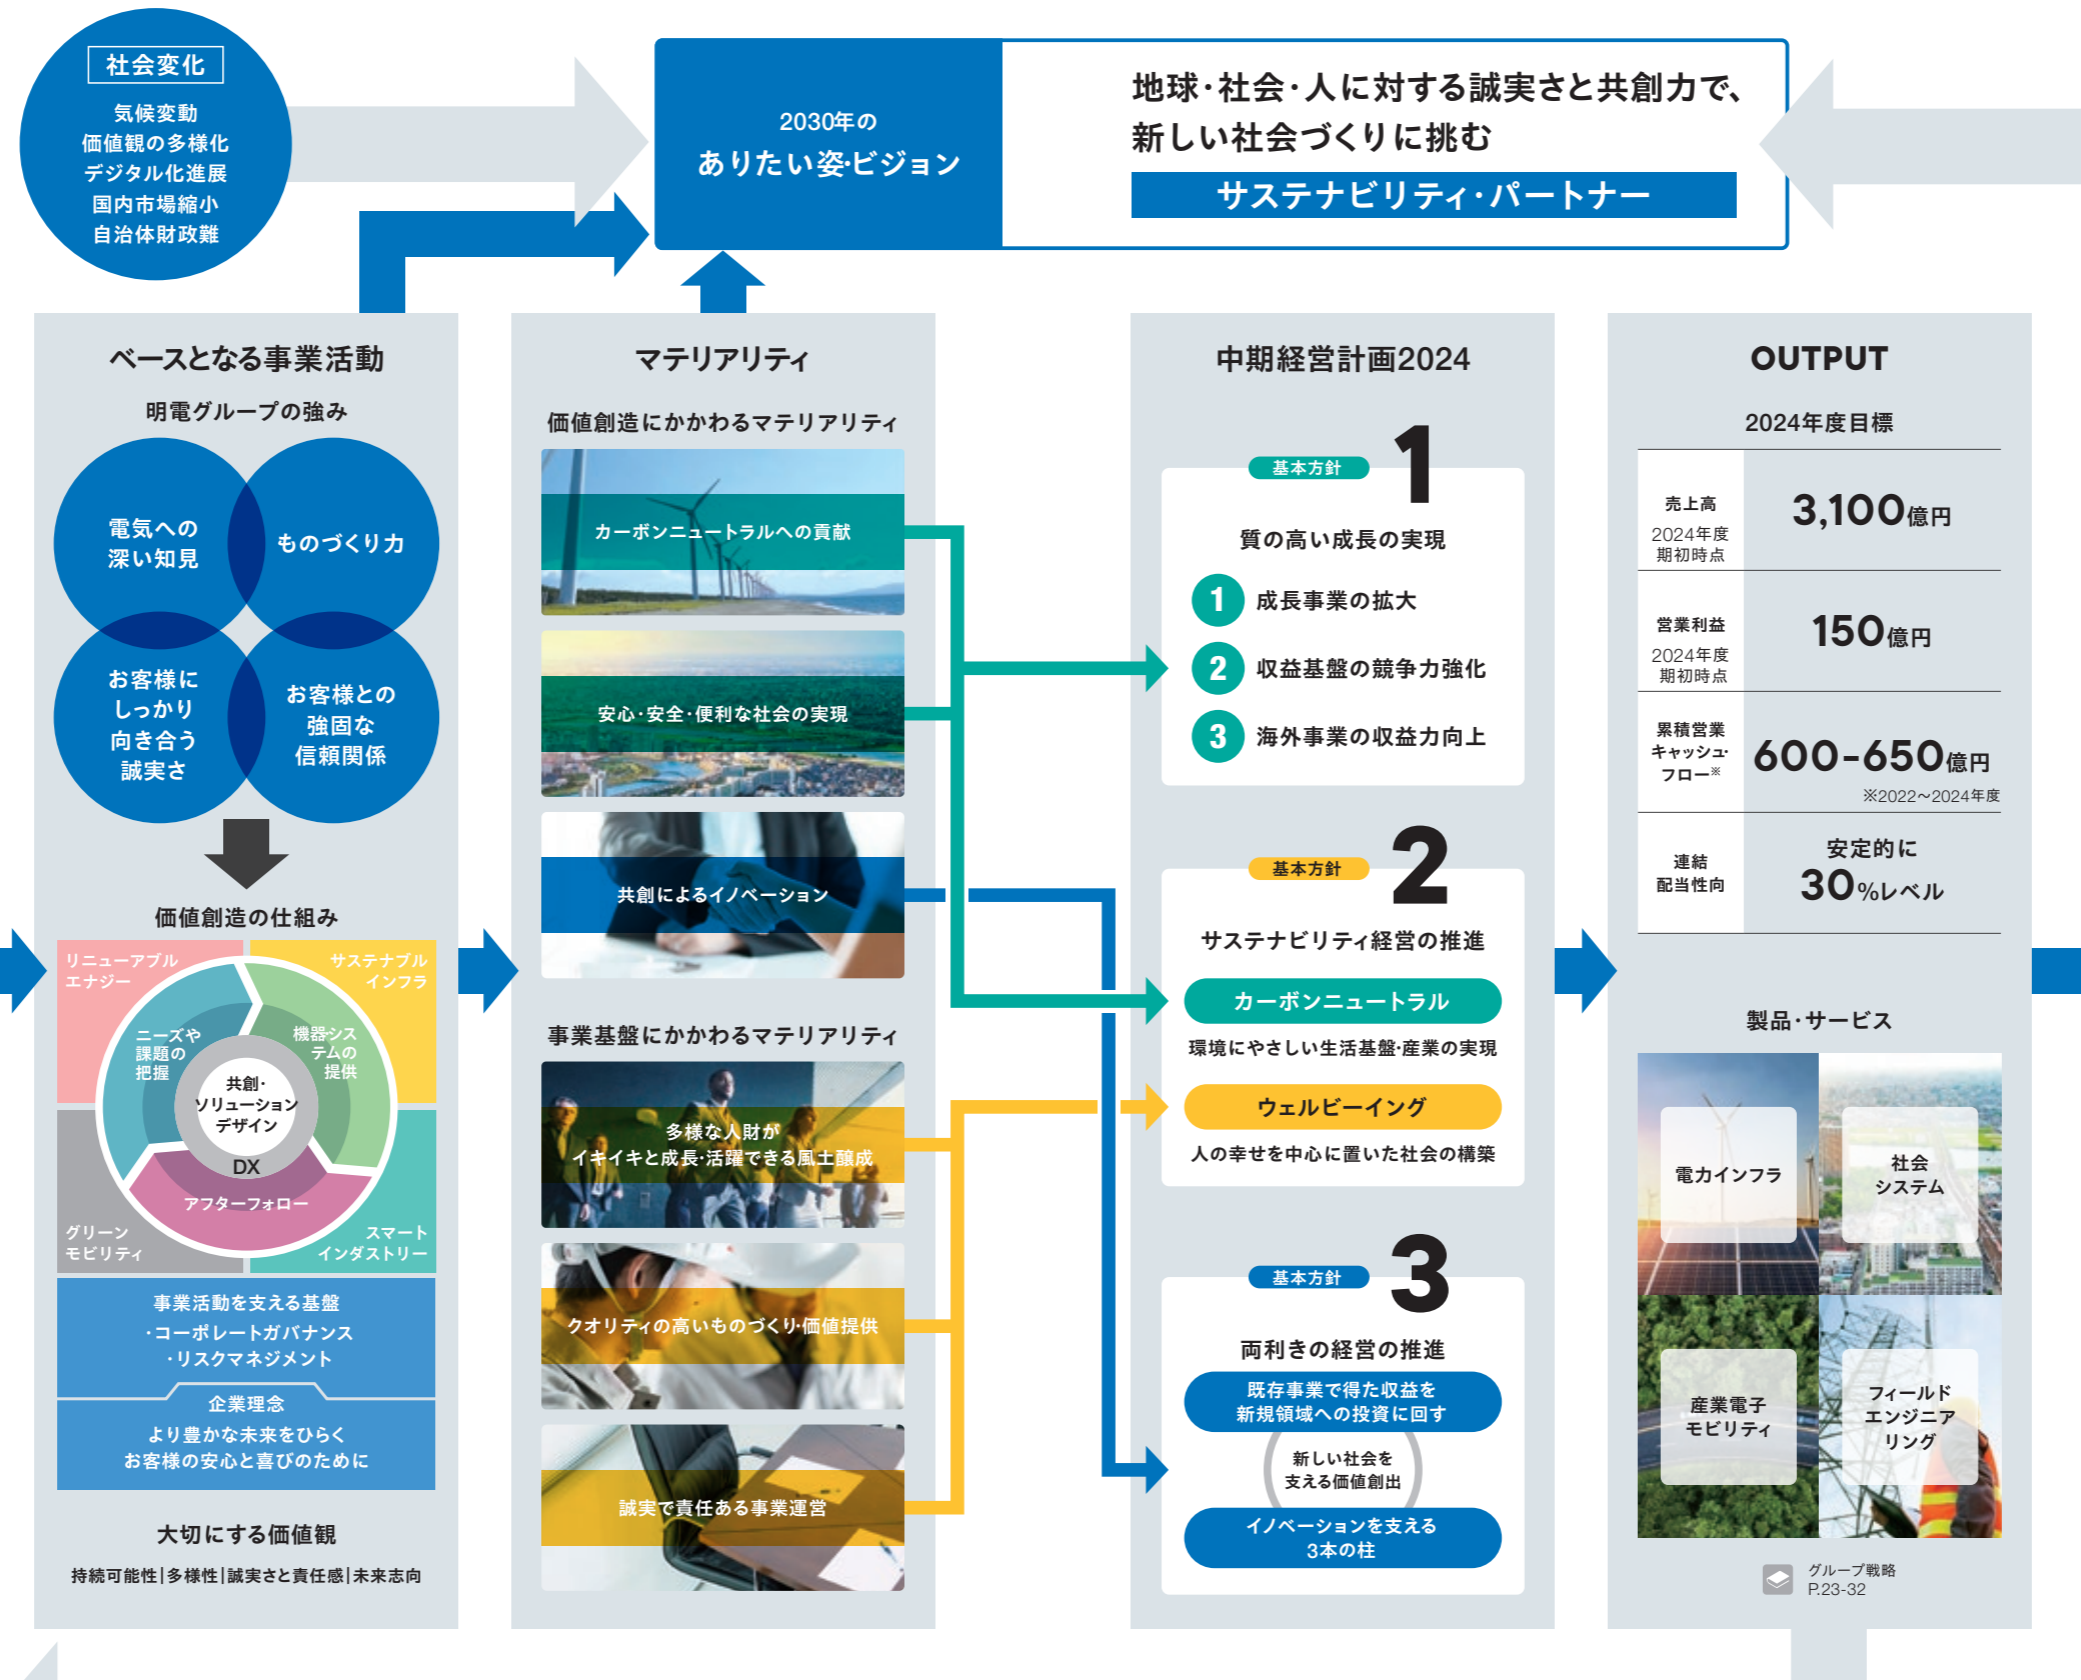 社会変化
気候変動
価値観の多様化
デジタル化進展
国内市場縮小
自治体財政難
2030年の
ありたい姿・ビジョン
地球・社会・人に対する誠実さと共創力で、
新しい社会づくりに挑む
サステナビリティ・パートナー
ベースとなる事業活動
明電グループの強み
電気への
深い知見
ものづくり力
お客様に
しっかり
向き合う
誠実さ
お客様との
強固な
信頼関係
価値創造の仕組み
リニューアブル
エナジー
サステナブル
インフラ
ニーズや
課題の
把握
機器・シス
テムの
提供
共創・
ソリューション
デザイン
DX
アフターフォロー
グリーン
モビリティ
スマート
インダストリー
事業活動を支える基盤
・コーポレートガバナンス
・リスクマネジメント
企業理念
より豊かな未来をひらく
お客様の安心と喜びのために
大切にする価値観
持続可能性|多様性|誠実さと責任感|未来志向
マテリアリティ
価値創造にかかわるマテリアリティ
カーボンニュートラルへの貢献
安心・安全・便利な社会の実現
共創によるイノベーション
事業基盤にかかわるマテリアリティ
多様な人財が
イキイキと成長・活躍できる風土醸成
クオリティの高いものづくり・価値提供
誠実で責任ある事業運営
中期経営計画2024
基本方針
1
質の高い成長の実現
1 成長事業の拡大
2 収益基盤の競争力強化
3 海外事業の収益力向上
基本方針
2
サステナビリティ経営の推進
カーボンニュートラル
環境にやさしい生活基盤・産業の実現
ウェルビーイング
人の幸せを中心に置いた社会の構築
基本方針
3
両利きの経営の推進
既存事業で得た収益を
新規領域への投資に回す
新しい社会を
支える価値創出
イノベーションを支える
3本の柱
OUTPUT
2024年度目標
売上高
2024年度
期初時点
3,100億円
営業利益
2024年度
期初時点
150億円
累積営業
キャッシュ・
フロー※
600-650億円
※2022～2024年度
連結
配当性向
安定的に
30%レベル
製品・サービス
電力インフラ
社会
システム
産業電子
モビリティ
フィールド
エンジニア
リング
グループ戦略
P.23-32